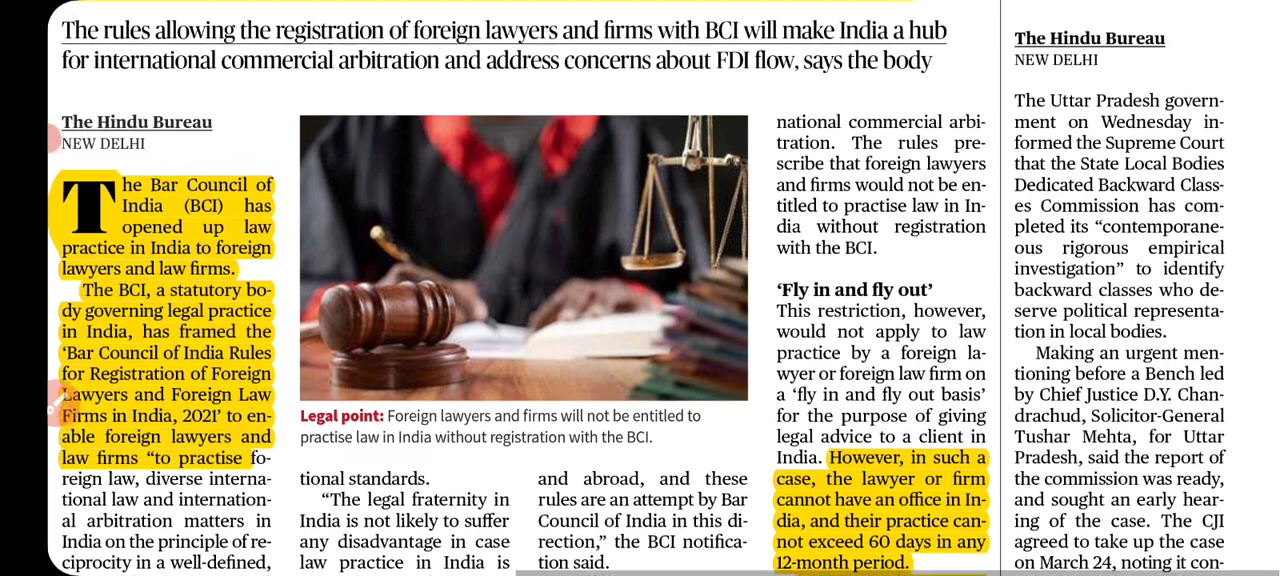 The rules allowing the registration of foreign lawyers and firms with BCI will make India a hub
for international commercial arbitration and address concerns about FDI flow, says the body
The Hindu Bureau
NEW DELHI
The Bar Council of
India (BCI) has
opened up law
practice in India to foreign
lawyers and law firms.
The BCI, a statutory bo-
dy governing legal practice
in India, has framed the
‘Bar Council of India Rules
for Registration of Foreign
Lawyers and Foreign Law
Firms in India, 2021’ to en-
able foreign lawyers and
law firms “to practise fo-
reign law, diverse interna-
tional law and internation-
al arbitration matters in
India on the principle of re-
ciprocity in a well-defined,
Legal point: Foreign lawyers and firms will not be entitled to
practise law in India without registration with the BCI.
tional standards.
“The legal fraternity in
India is not likely to suffer
any disadvantage in case
law practice in India is
and abroad, and these
rules are an attempt by Bar
Council of India in this di-
rection,” the BCI notifica-
tion said.
national commercial arbi-
tration. The rules pre-
scribe that foreign lawyers
and firms would not be en-
titled to practise law in In-
dia without registration
with the BCI.
‘Fly in and fly out’
This restriction, however,
would not apply to law
practice by a foreign la-
wyer or foreign law firm on
a ‘fly in and fly out basis’
for the purpose of giving
legal advice to a client in
India. However, in such a
case, the lawyer or firm
cannot have an office in In-
dia, and their practice can-
not exceed 60 days in any
12-month period.
The Hindu Bureau
NEW DELHI
The Uttar Pradesh govern-
ment on Wednesday in-
formed the Supreme Court
that the State Local Bodies
Dedicated Backward Class-
es Commission has com-
pleted its “contemporane-
ous rigorous empirical
investigation” to identify
backward classes who de-
serve political representa-
tion in local bodies.
Making an urgent men-
tioning before a Bench led
by Chief Justice D.Y. Chan-
drachud, Solicitor-General
Tushar Mehta, for Uttar
Pradesh, said the report of
the commission was ready,
and sought an early hear-
ing of the case. The CJI
agreed to take up the case
on March 24, noting it con-